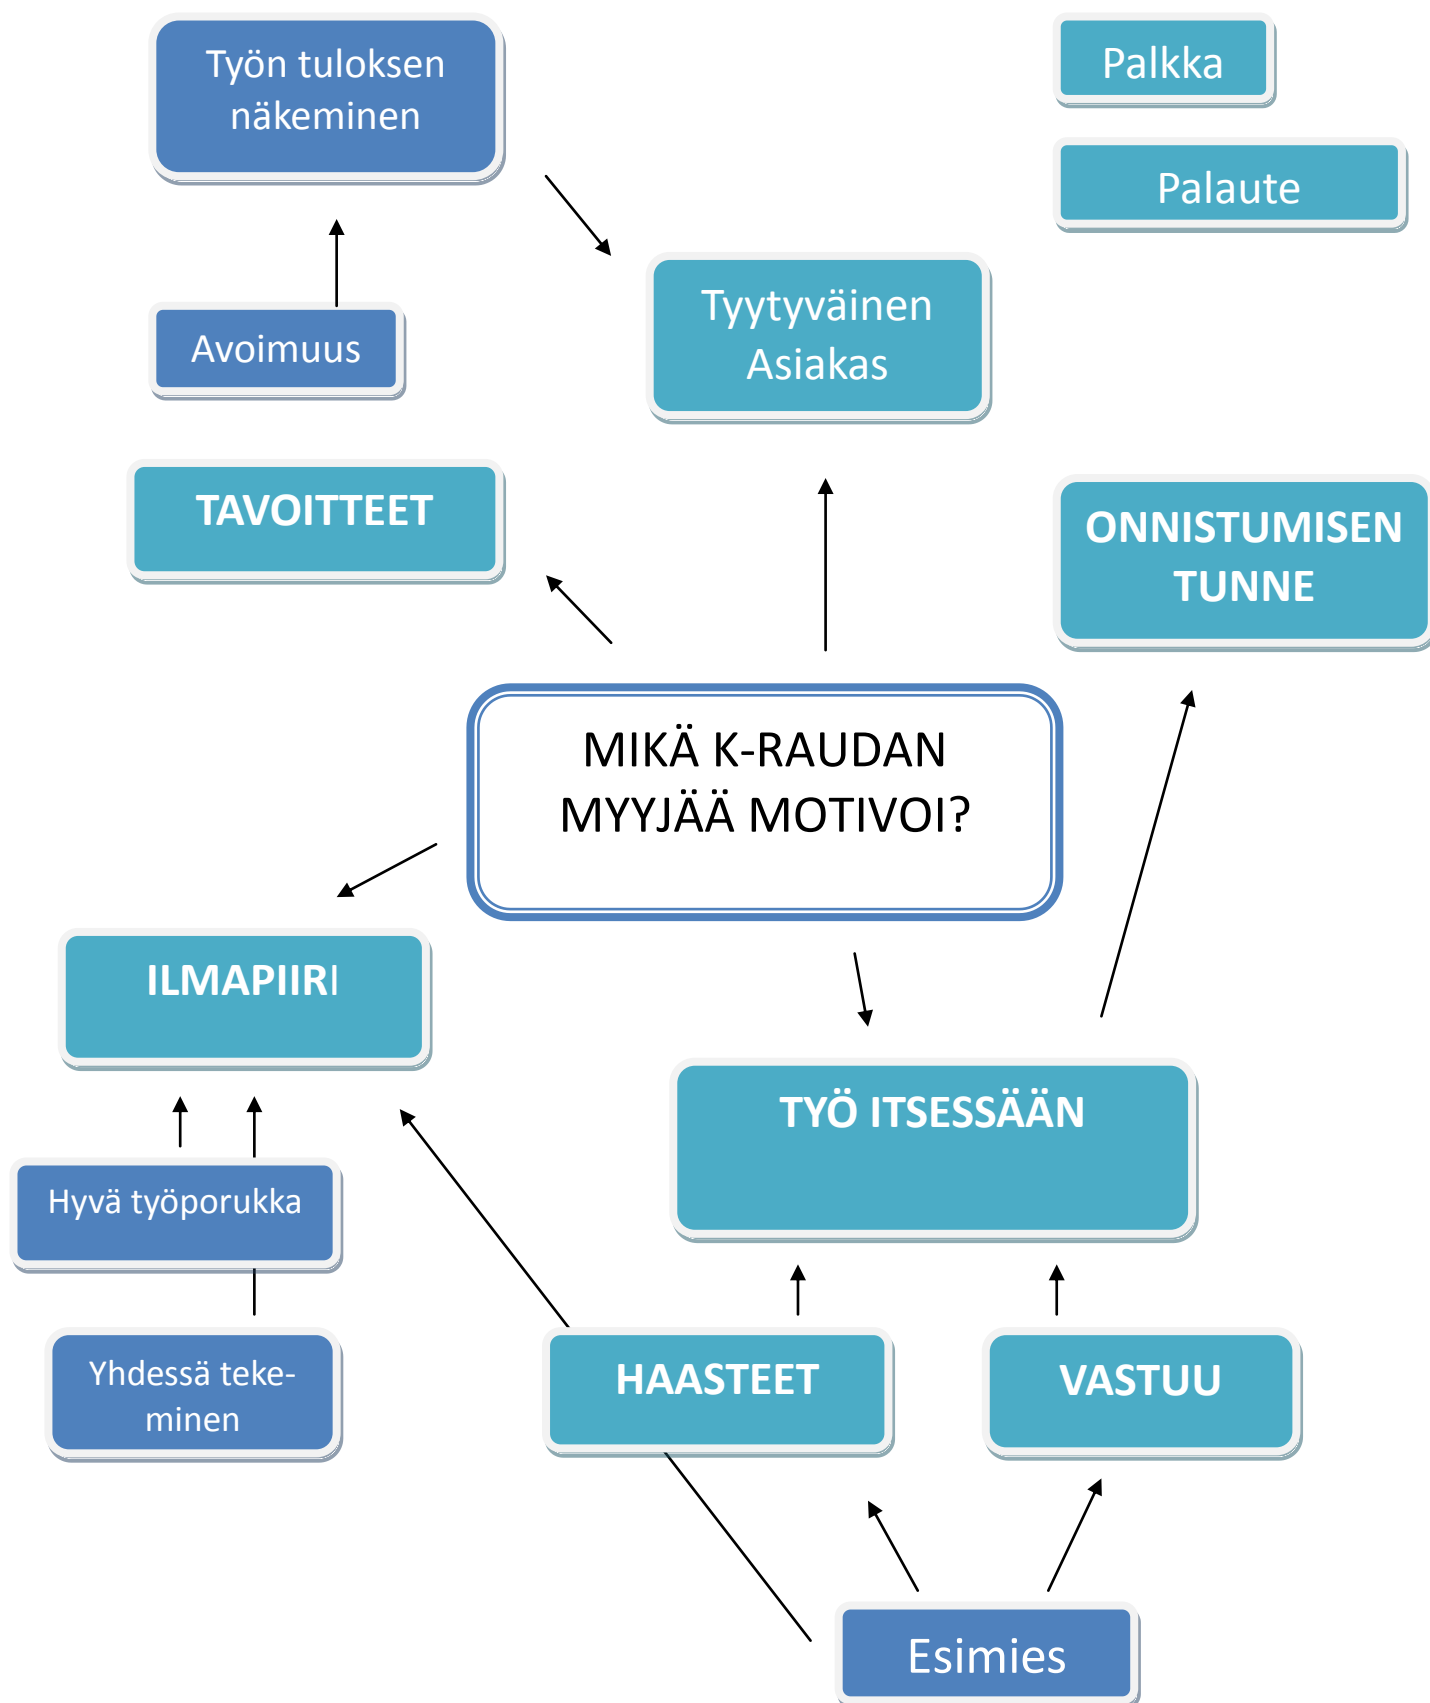 Työn tuloksen
näkeminen
Palkka
Palaute
Tyytyväinen
Asiakas
Avoimuus
TAVOITTEET
ONNISTUMISEN
TUNNE
MIKÄ K-RAUDAN
MYYJÄÄ MOTIVOI?
ILMAPIIRI
TYÖ ITSESSÄÄN
Hyvä työporukka
Yhdessä teke-
minen
HAASTEET
VASTUU
Esimies